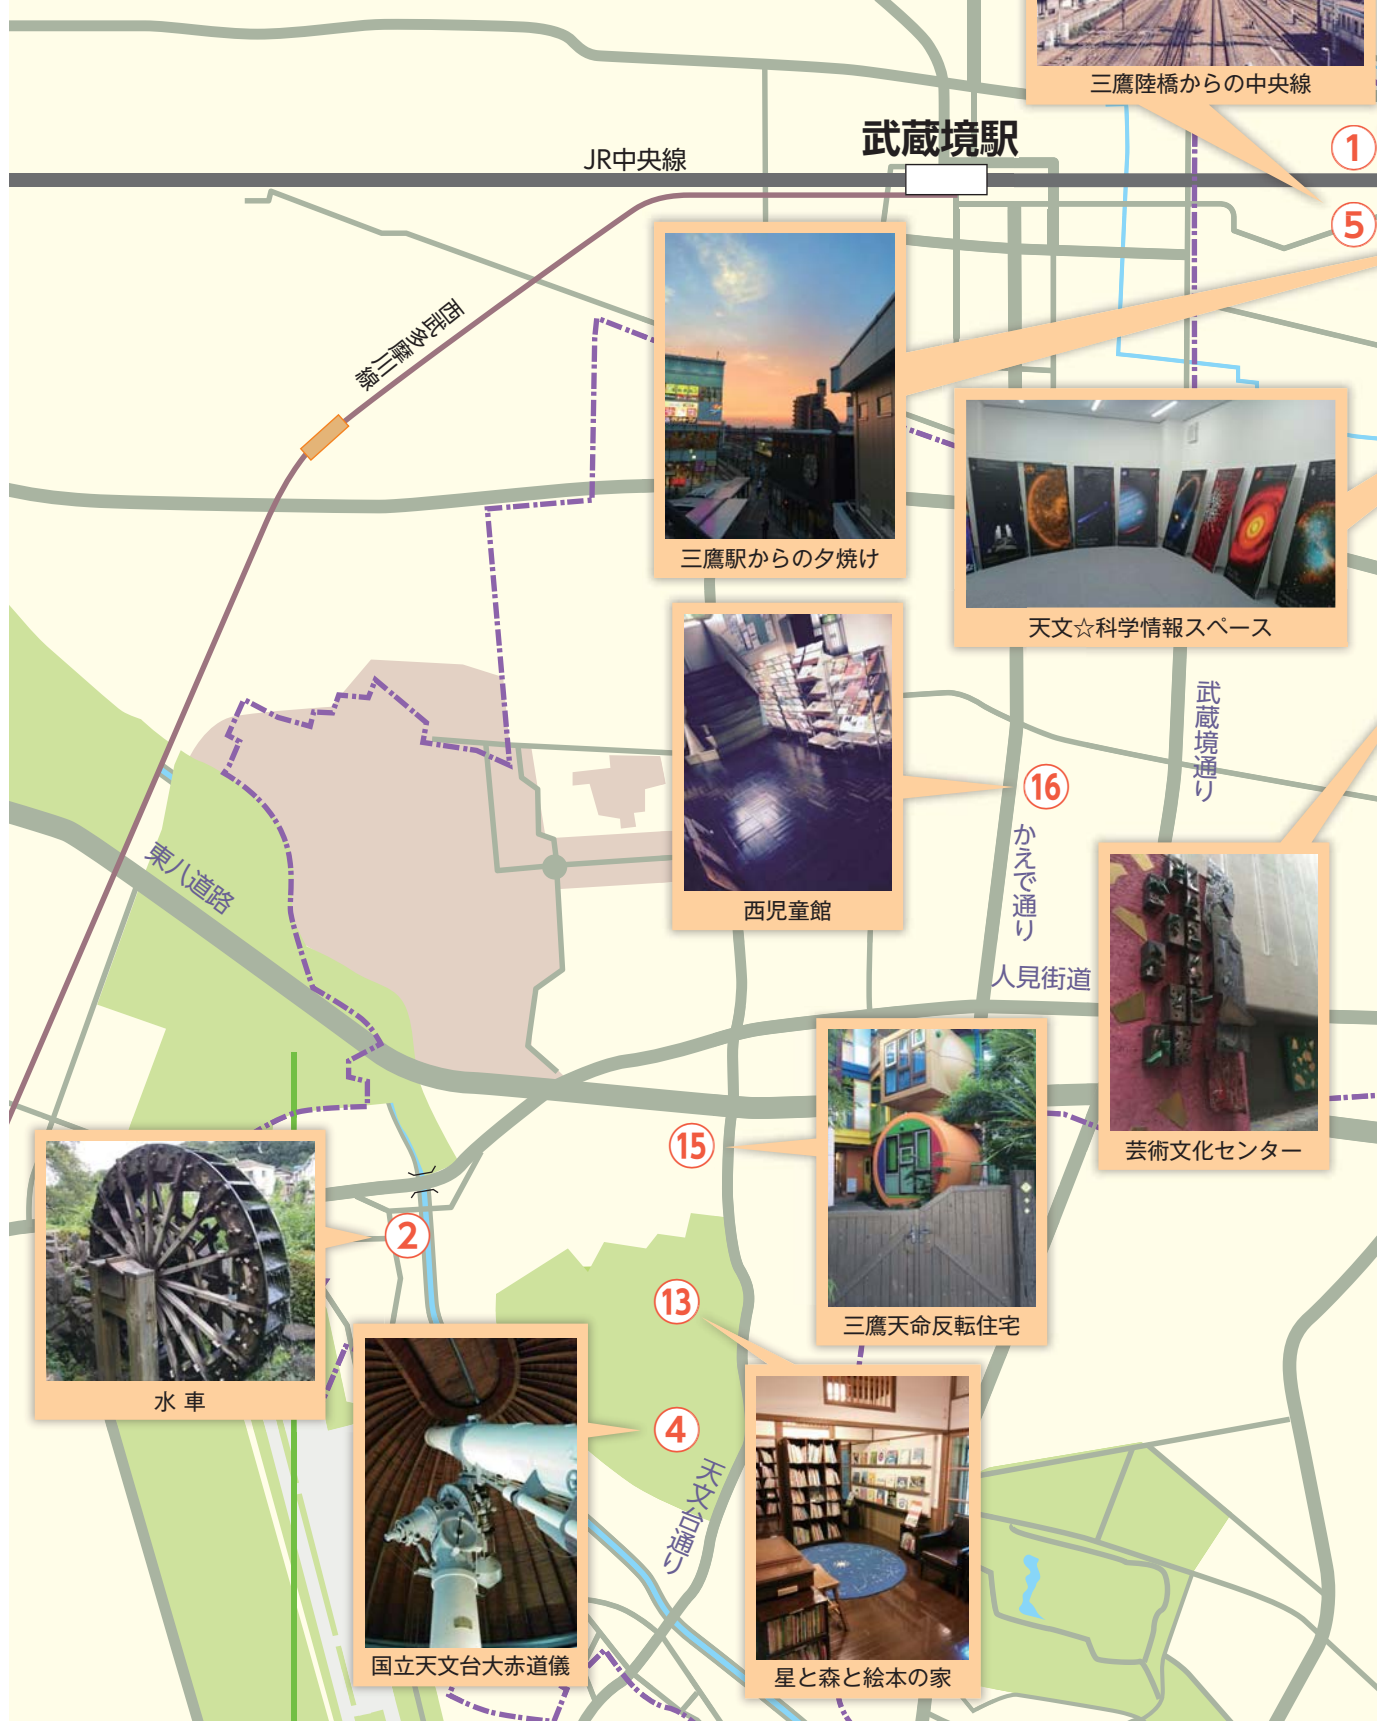 三鷹陸橋からの中央線
武蔵境駅
JR中央線
1
5
西武多摩川線
三鷹駅からの夕焼け
天文☆科学情報スペース
武蔵境通り
16
かえで通り
東八道路
西児童館
人見街道
芸術文化センター
15
2
13
三鷹天命反転住宅
水車
4
天文台通り
国立天文台大赤道儀
星と森と絵本の家